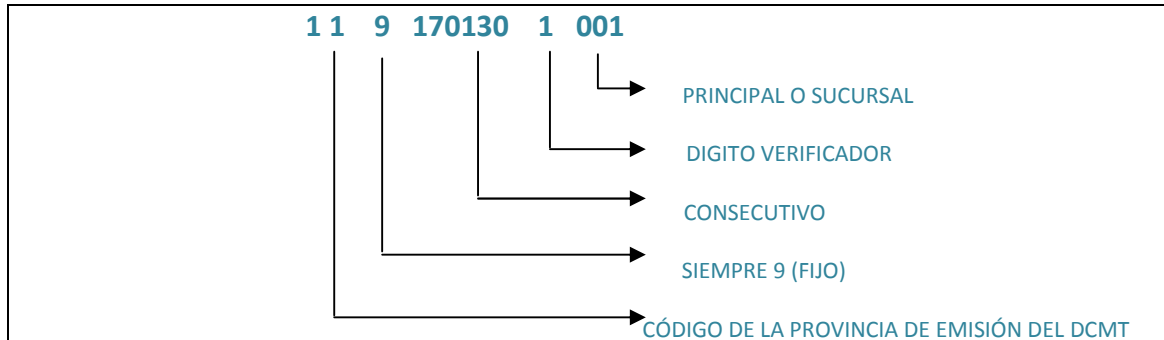 1 1 9 170130 1 001
PRINCIPAL O SUCURSAL
DIGITO VERIFICADOR
CONSECUTIVO
SIEMPRE 9 (FIJO)
CÓDIGO DE LA PROVINCIA DE EMISIÓN DEL DCMT